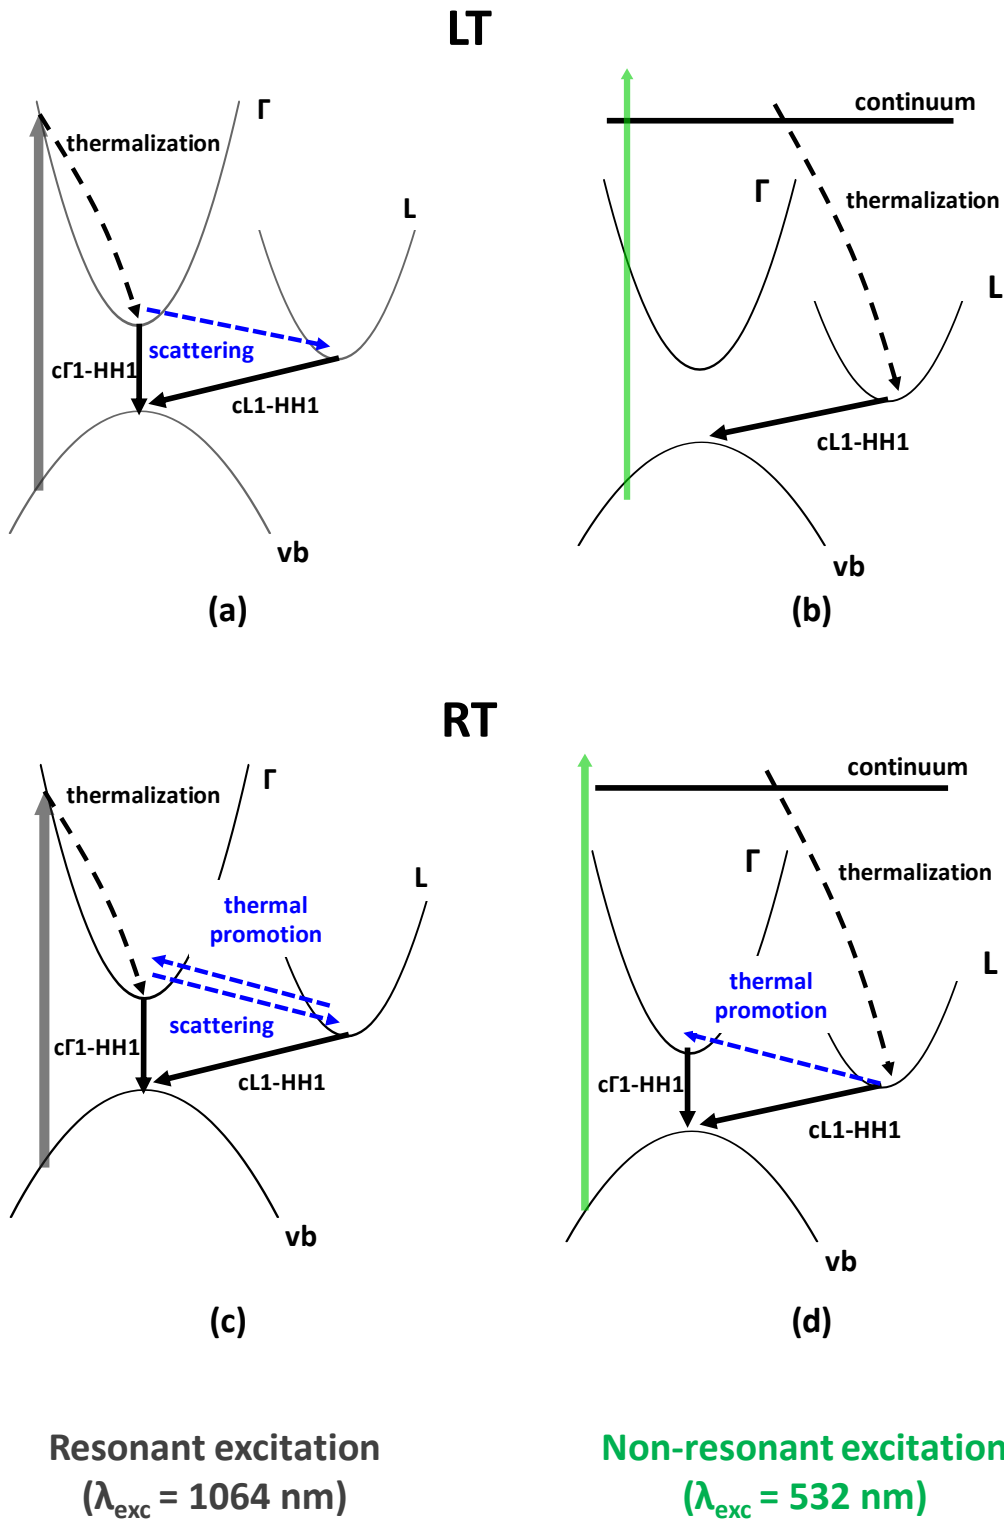 LT
Γ
thermalization
L
scattering
cΓ1-HH1
cL1-HH1
vb
(a)
continuum
Γ
thermalization
L
cL1-HH1
vb
(b)
RT
thermalization
Γ
L
thermal
promotion
scattering
cΓ1-HH1
cL1-HH1
vb
(c)
continuum
Γ
thermalization
L
thermal
promotion
cΓ1-HH1
cL1-HH1
vb
(d)
Resonant excitation
(λexc = 1064 nm)
Non-resonant excitation
(λexc = 532 nm)